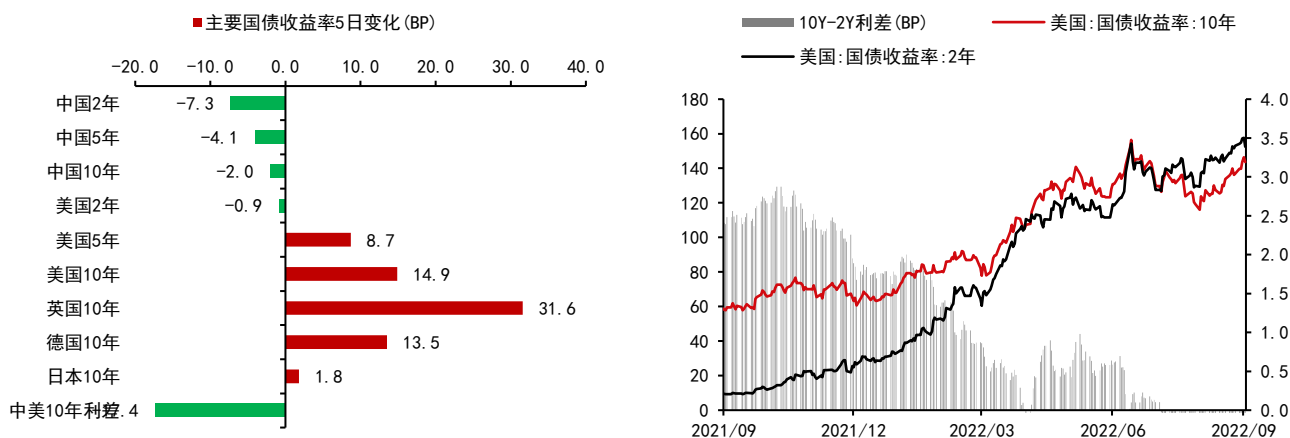 主要国债收益率5日变化(BP)
-20.0 -10.0 0.0 10.0 20.0 30.0 40.0
中国2年 -7.3
中国5年 -4.1
中国10年 -2.0
美国2年 -0.9
美国5年 8.7
美国10年 14.9
英国10年 31.6
德国10年 13.5
日本10年 1.8
中美10年利差 .4
10Y-2Y利差(BP) 美国:国债收益率:10年
美国:国债收益率:2年
180 4.0
160 3.5
140 3.0
120 2.5
100 2.0
80 1.5
60 1.0
40 0.5
20 0.0
0
2021/09 2021/12 2022/03 2022/06 2022/09